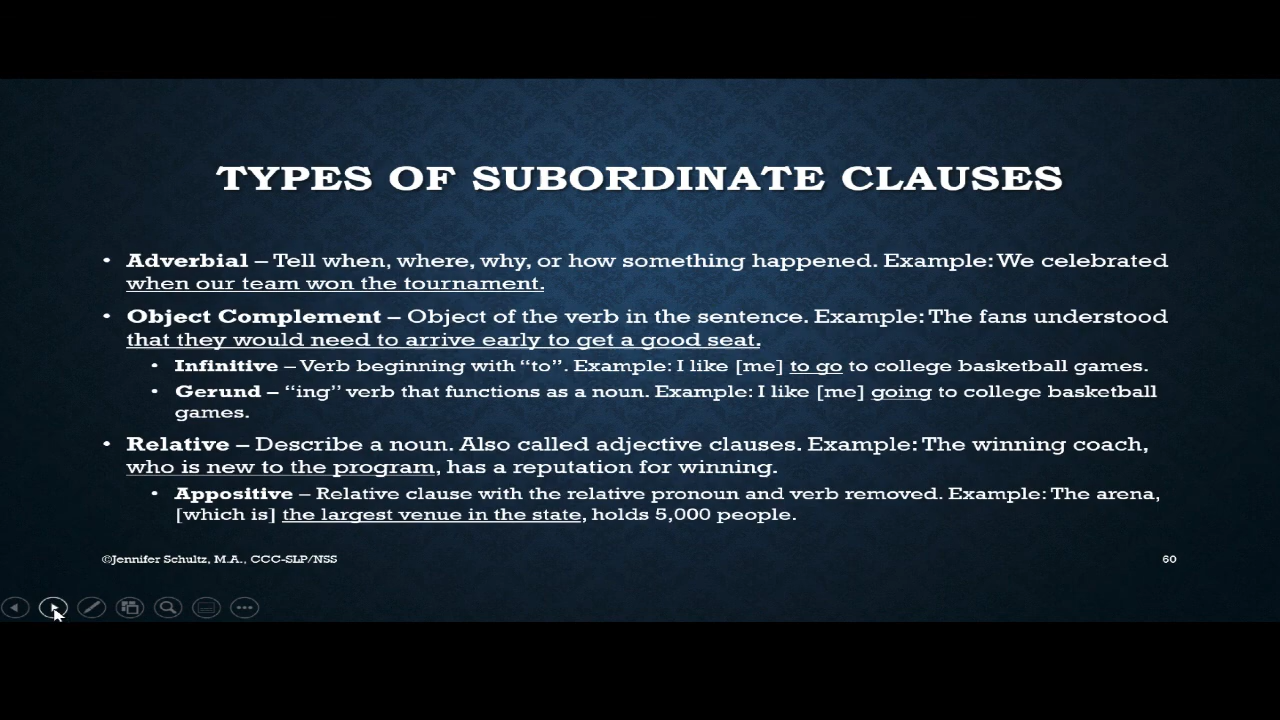 TYPES OF SUBORDINATE CLAUSES
• Adverbial – Tell when, where, why, or how something happened. Example: We celebrated
when our team won the tournament.
• Object Complement – Object of the verb in the sentence. Example: The fans understood
that they would need to arrive early to get a good seat.
• Infinitive – Verb beginning with “to”. Example: I like [me] to go to college basketball games.
• Gerund – “ing” verb that functions as a noun. Example: I like [me] going to college basketball
games.
• Relative – Describe a noun. Also called adjective clauses. Example: The winning coach,
who is new to the program, has a reputation for winning.
• Appositive – Relative clause with the relative pronoun and verb removed. Example: The arena,
[which is] the largest venue in the state, holds 5,000 people.
©Jennifer Schultz, M.A., CCC-SLP/NSS 60